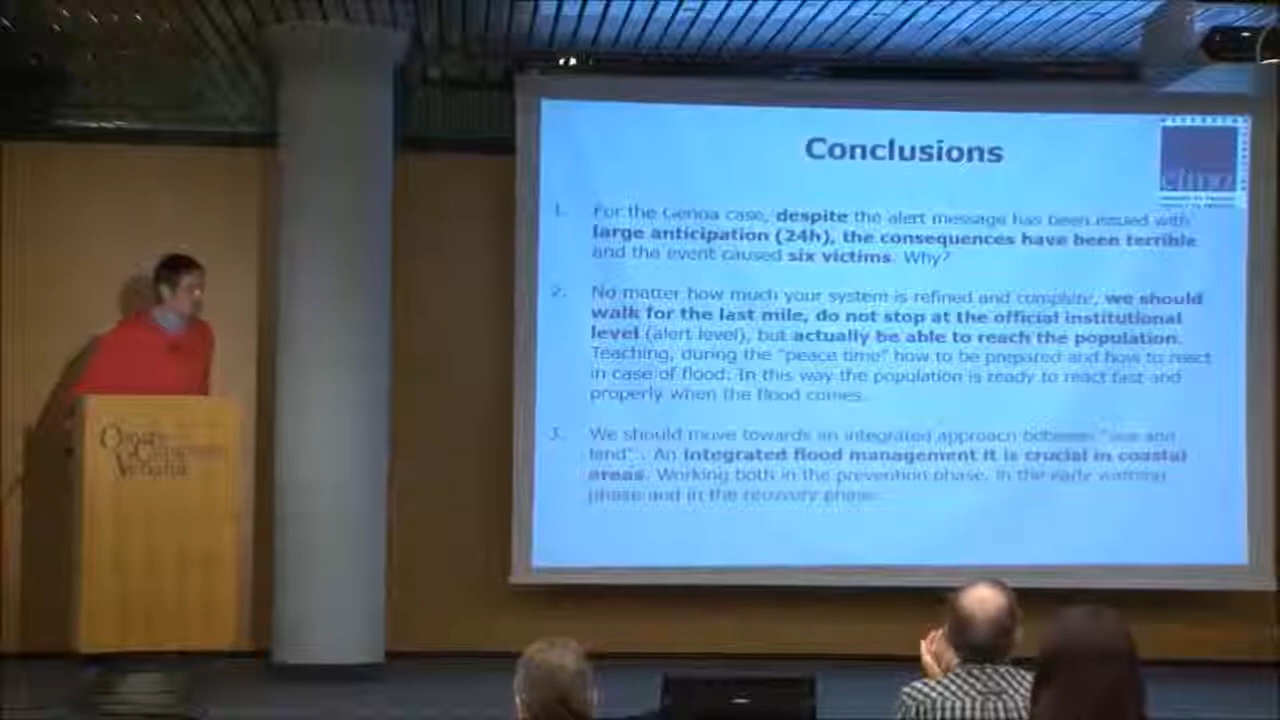 Conclusions
1. For the Genoa case, despite the alert message has been issued with
large anticipation (24h), the consequences have been terrible
and the event caused six victims. Why?
2. No matter how much your system is refined and complete, we should
walk for the last mile, do not stop at the official institutional
level (alert level), but actually be able to reach the population.
Teaching, during the "peace time" how to be prepared and how to react
in case of flood. In this way the population is ready to react fast and
properly when the flood comes.
3. We should move towards an integrated approach between "sea and
land". An integrated flood management it is crucial in coastal
areas. Working both in the prevention phase, in the early warning
phase and in the recovery phase.